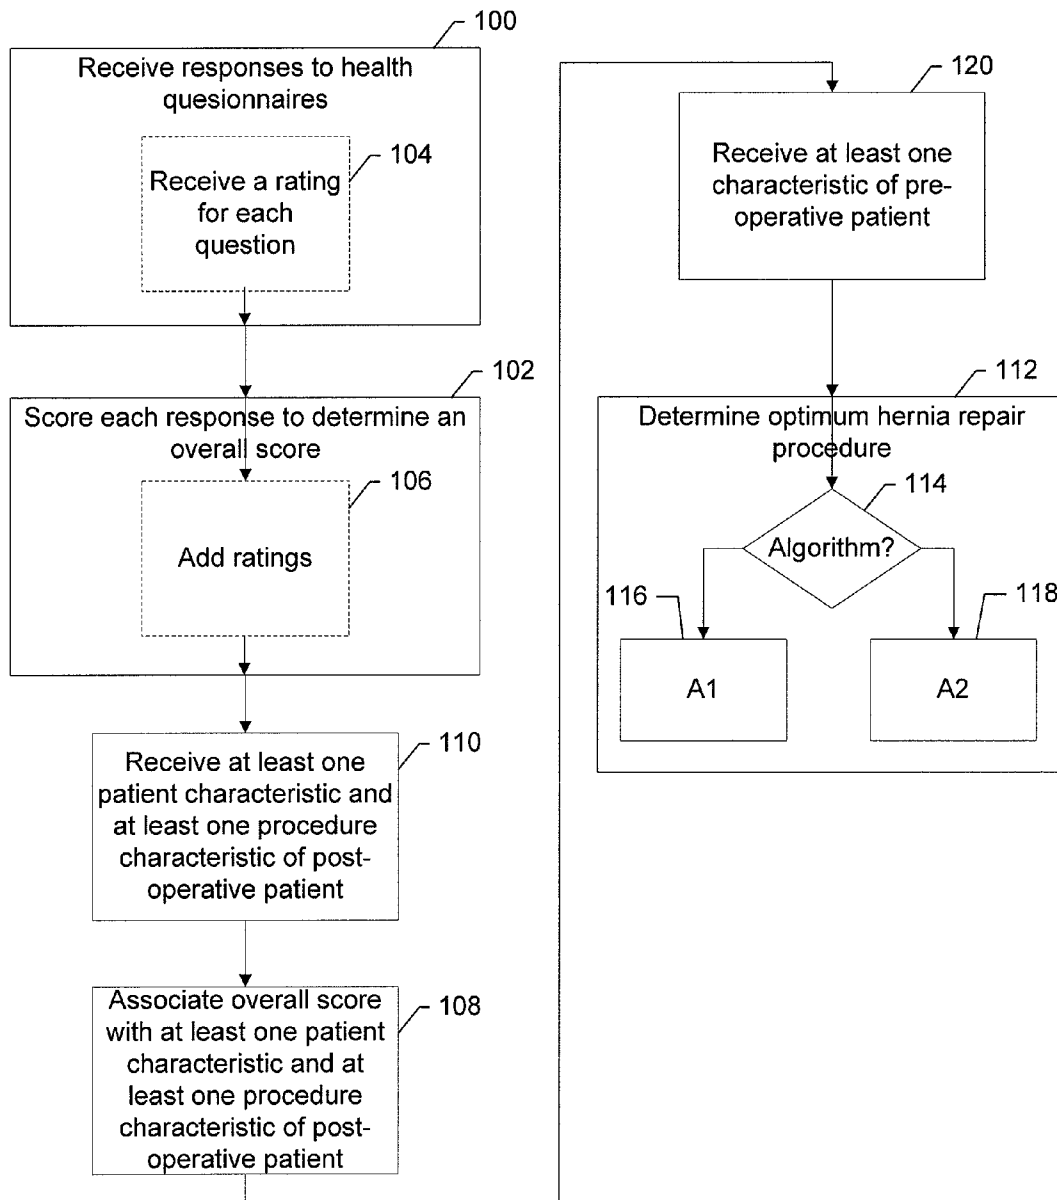 100
Receive responses to health
quesionnaires
104
Receive a rating
for each
question
102
Score each response to determine an
overall score
106
Add ratings
110
Receive at least one
patient characteristic and
at least one procedure
characteristic of post-
operative patient
108
Associate overall score
with at least one patient
characteristic and at
least one procedure
characteristic of post-
operative patient
120
Receive at least one
characteristic of pre-
operative patient
112
Determine optimum hernia repair
procedure
114
Algorithm?
116
A1
118
A2